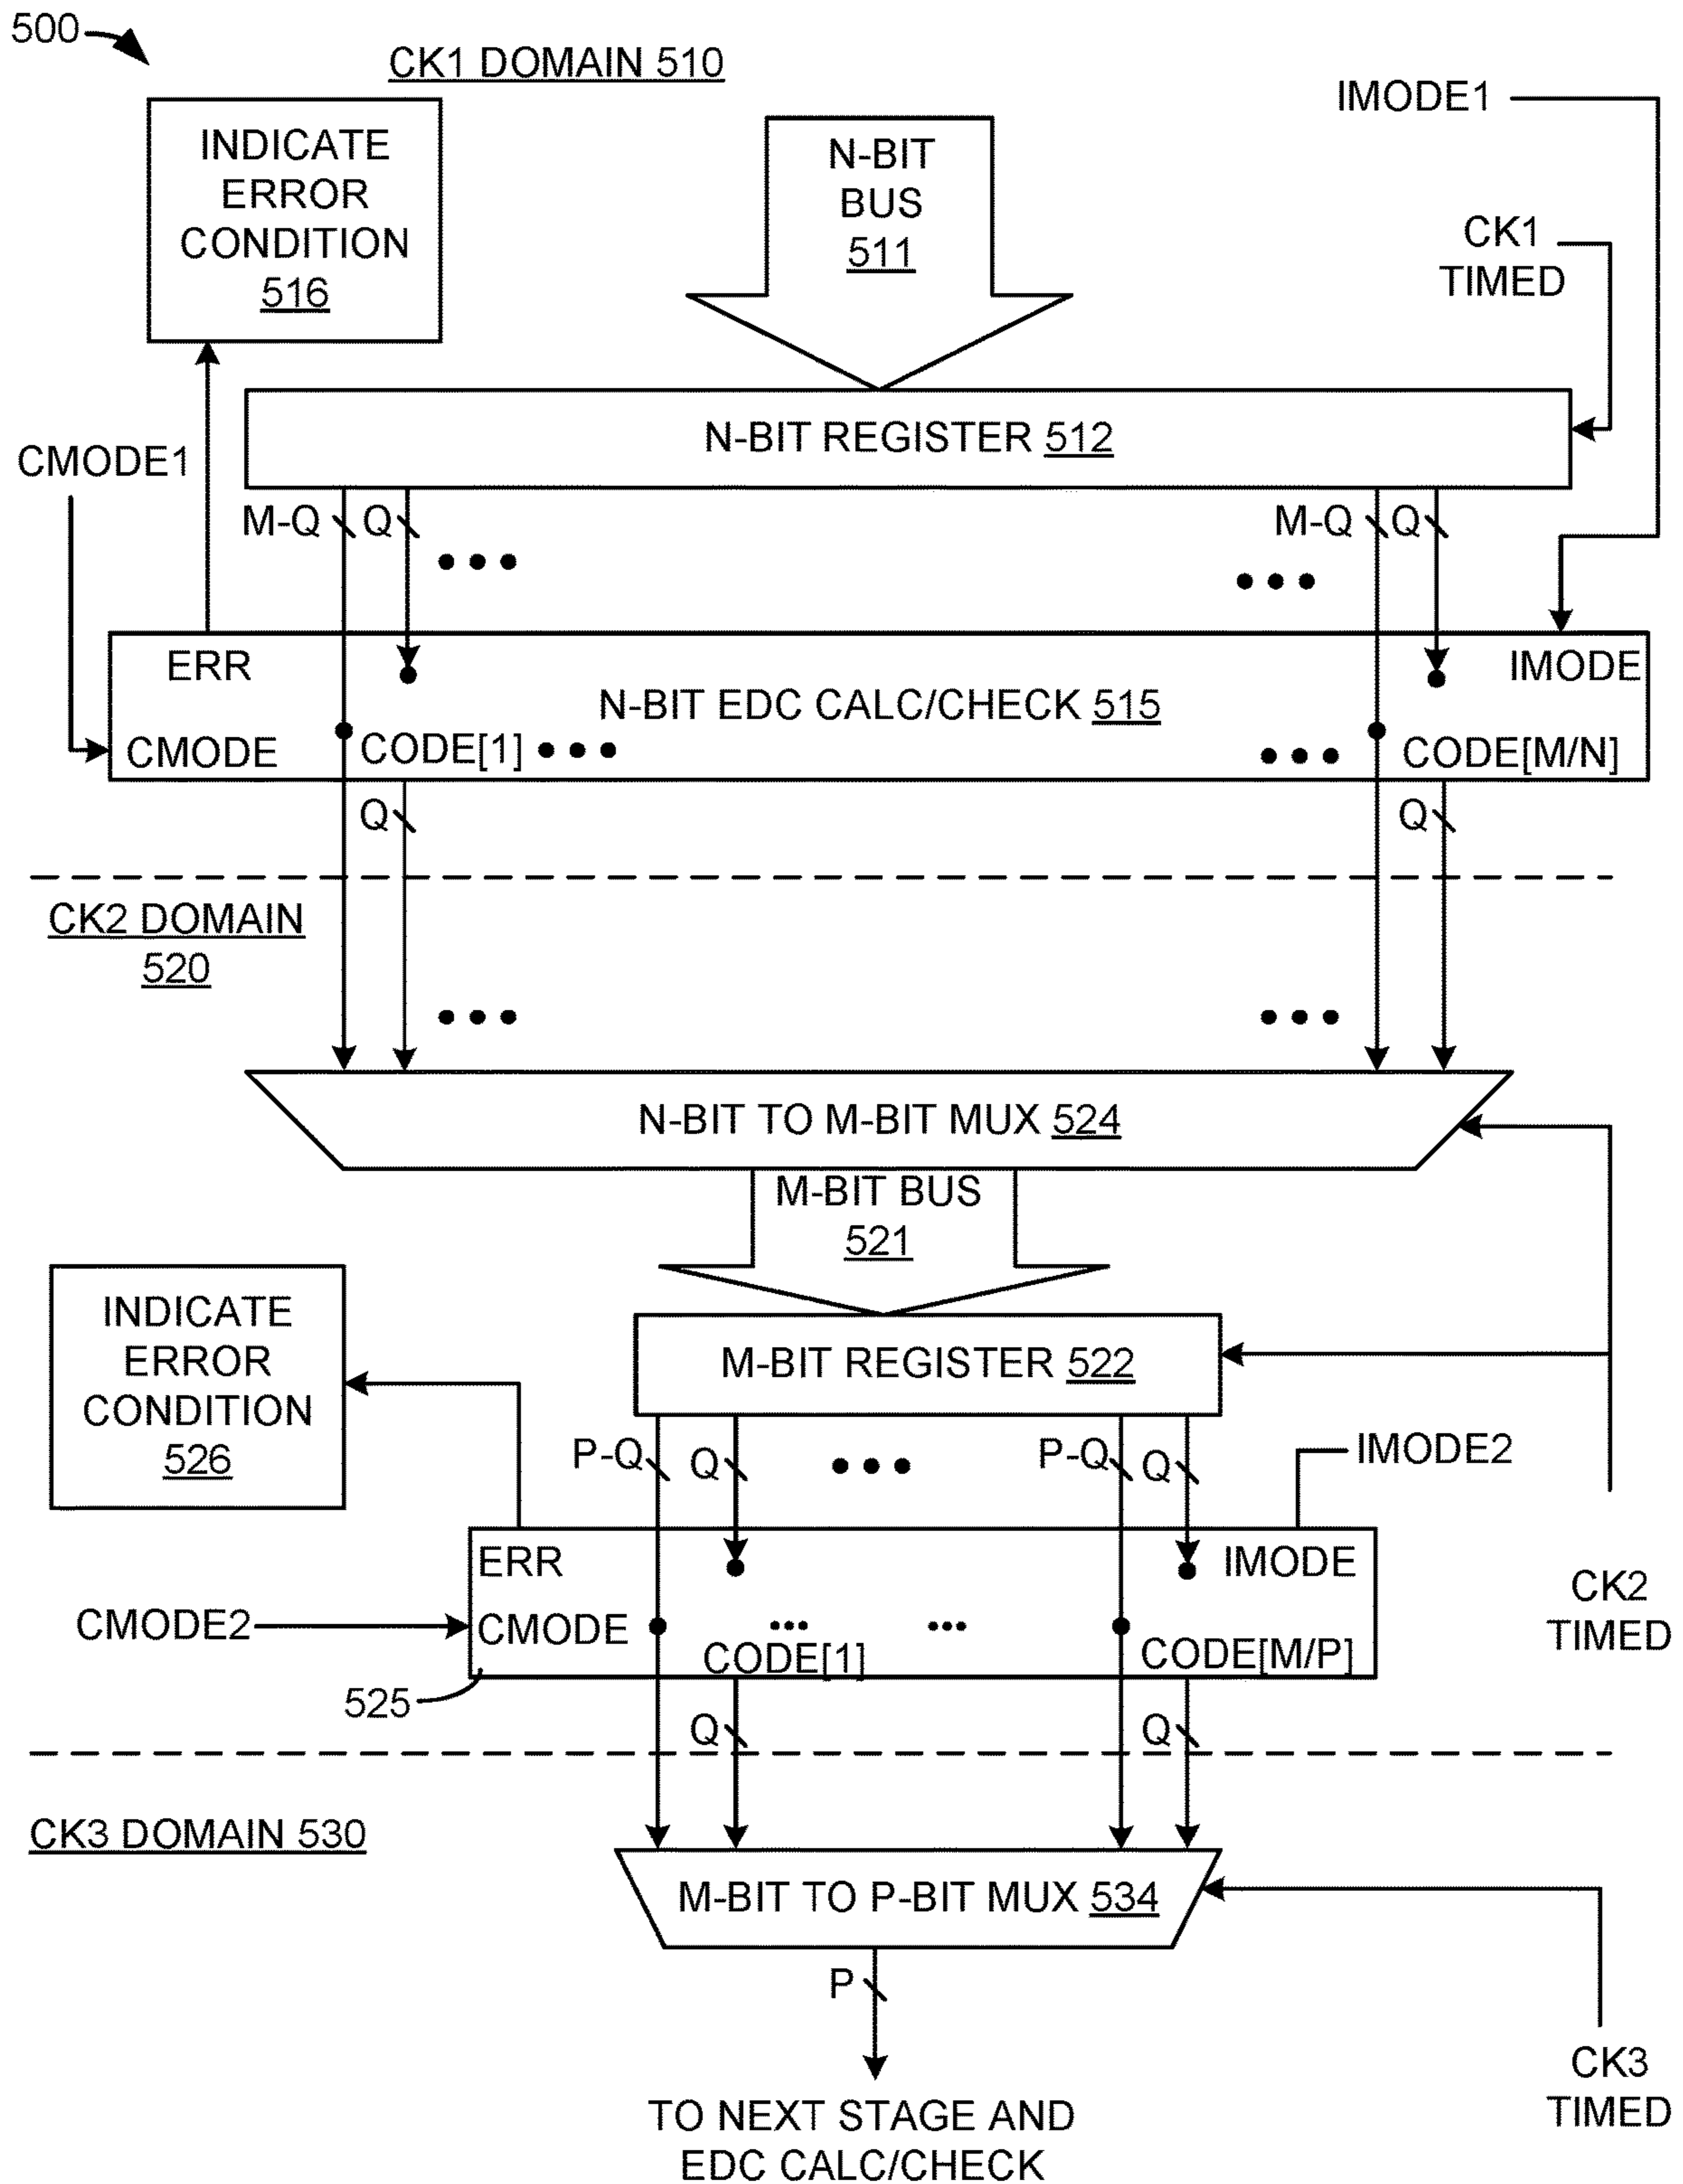 500
CK1 DOMAIN 510
IMODE1
INDICATE
ERROR
CONDITION
516
N-BIT
BUS
511
CK1
TIMED
N-BIT REGISTER 512
CMODE1
M-Q
Q
M-Q
Q
ERR
IMODE
N-BIT EDC CALC/CHECK 515
CMODE
CODE[1]
CODE[M/N]
Q
Q
CK2 DOMAIN
520
N-BIT TO M-BIT MUX 524
M-BIT BUS
521
INDICATE
ERROR
CONDITION
526
M-BIT REGISTER 522
P-Q
Q
P-Q
Q
IMODE2
ERR
IMODE
CK2
TIMED
CMODE2
CMODE
CODE[1]
CODE[M/P]
525
Q
Q
CK3 DOMAIN 530
M-BIT TO P-BIT MUX 534
P
CK3
TIMED
TO NEXT STAGE AND
EDC CALC/CHECK